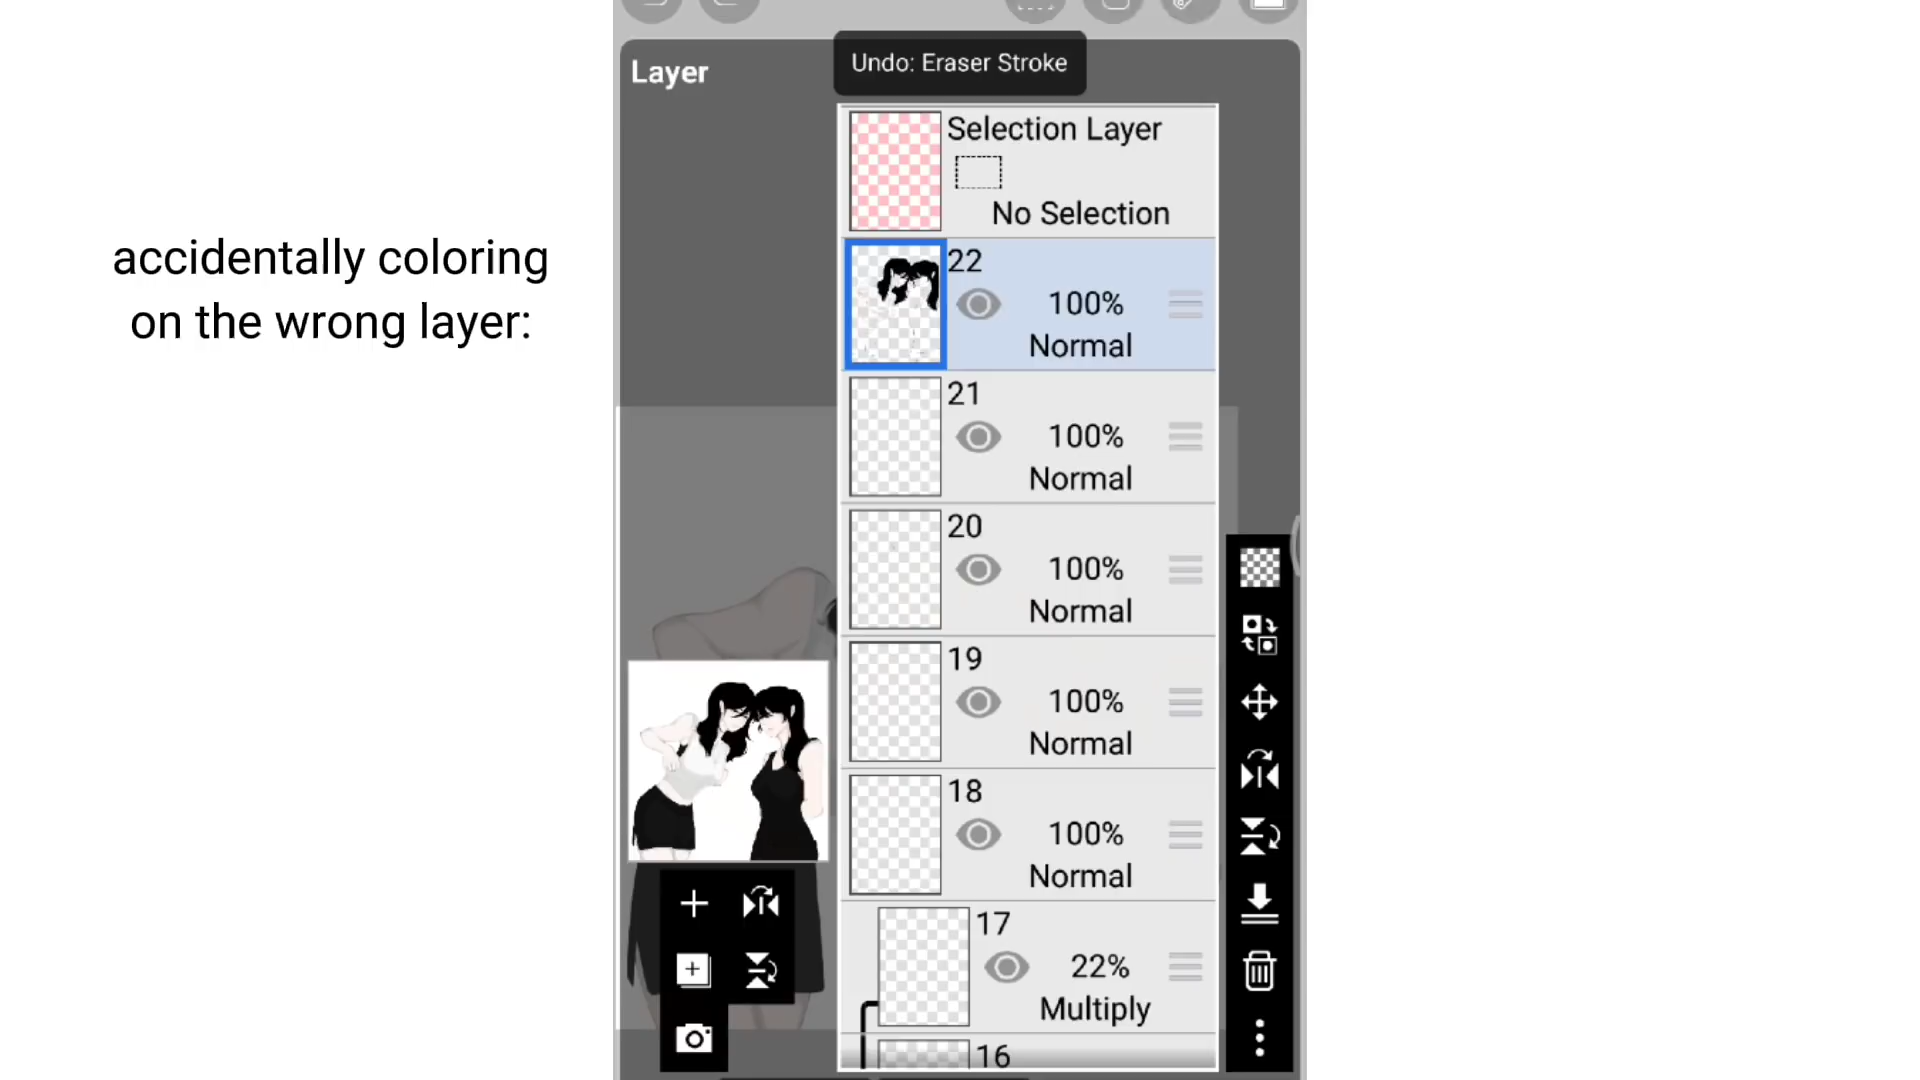 Undo: Eraser Stroke
Layer
accidentally coloring
on the wrong layer:
Selection Layer
No Selection
22
100%
Normal
21
100%
Normal
20
100%
Normal
19
100%
Normal
18
100%
Normal
17
22%
Multiply
16